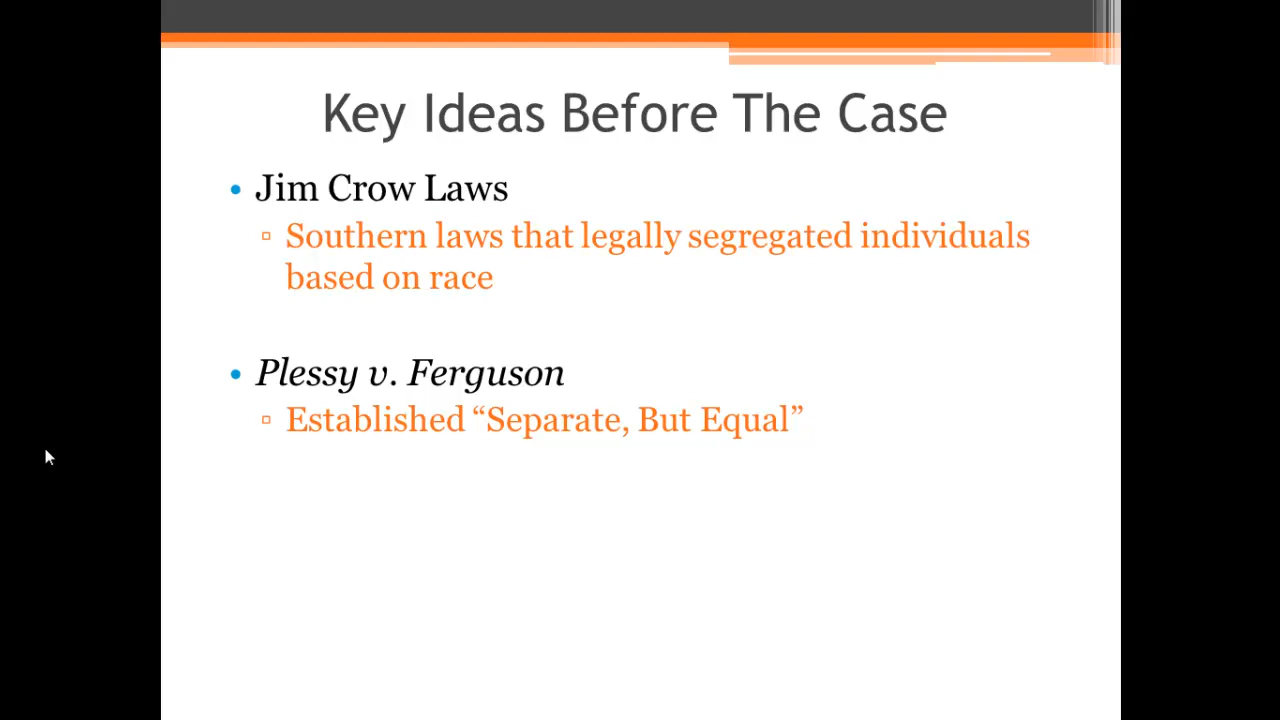 Key Ideas Before The Case
• Jim Crow Laws
▫ Southern laws that legally segregated individuals
based on race
• Plessy v. Ferguson
▫ Established “Separate, But Equal”